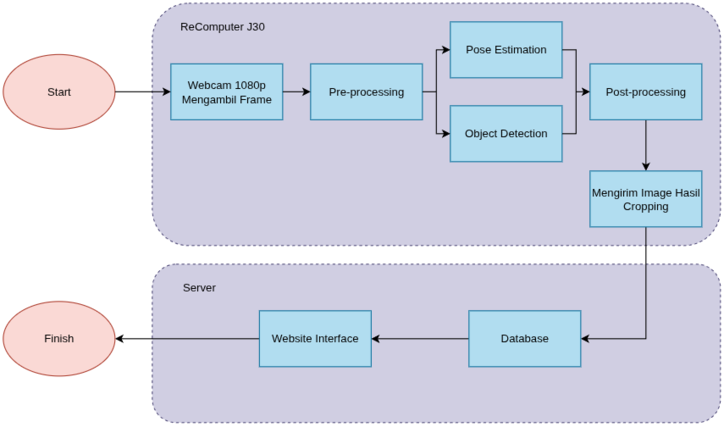 ReComputer J30
Start
Webcam 1080p
Mengambil Frame
Pre-processing
Pose Estimation
Object Detection
Post-processing
Mengirim Image Hasil
Cropping
Server
Database
Website Interface
Finish